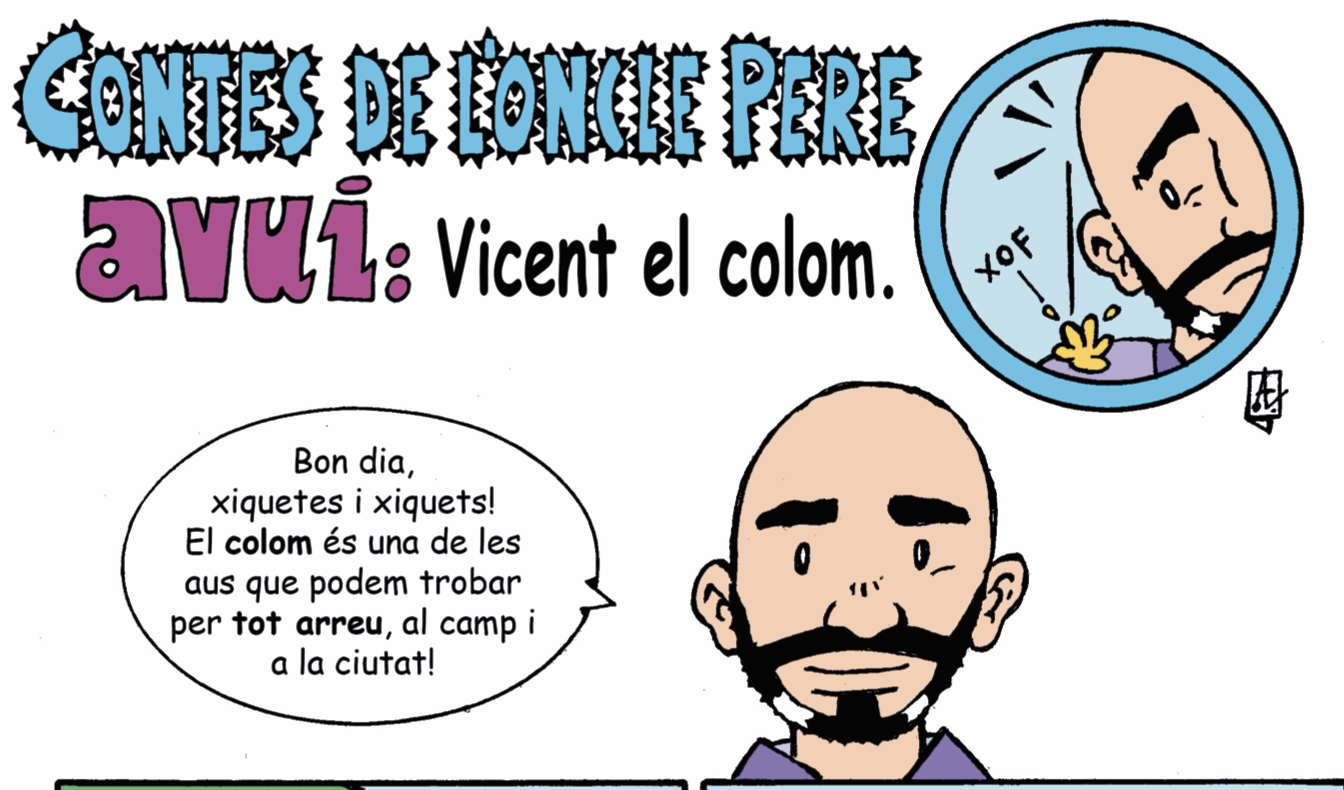 CONTES DE L'ONCLE PERE
avui: Vicent el colom.
XOF
Bon dia,
xiquetes i xiquets!
El colom és una de les
aus que podem trobar
per tot arreu, al camp i
a la ciutat!